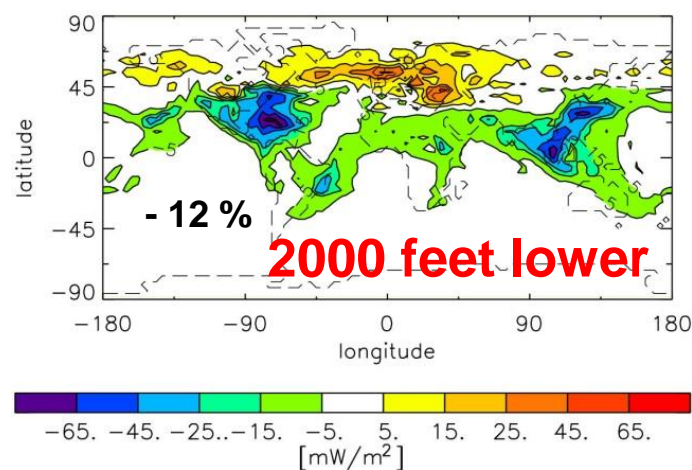 90
45
0
−45
−90
latitude
- 12 %
2000 feet lower
−180 −90 0 90 180
longitude
−65. −45. −25. −15. −5. 5. 15. 25. 45. 65.
[mW/m²]